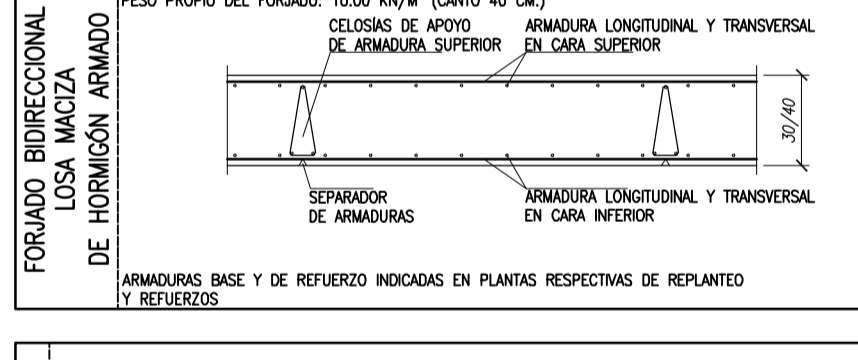 FORJADO BIDIRECCIONAL
LOSA MACIZA
DE HORMIGÓN ARMADO
PESO PROPIO DEL FORJADO: 10.00 KN/M² (CANTO 40 CM.)
CELOSÍAS DE APOYO
DE ARMADURA SUPERIOR
ARMADURA LONGITUDINAL Y TRANSVERSAL
EN CARA SUPERIOR
30/40
SEPARADOR
DE ARMADURAS
ARMADURA LONGITUDINAL Y TRANSVERSAL
EN CARA INFERIOR
ARMADURAS BASE Y DE REFUERZO INDICADAS EN PLANTAS RESPECTIVAS DE REPLANTEO
Y REFUERZOS